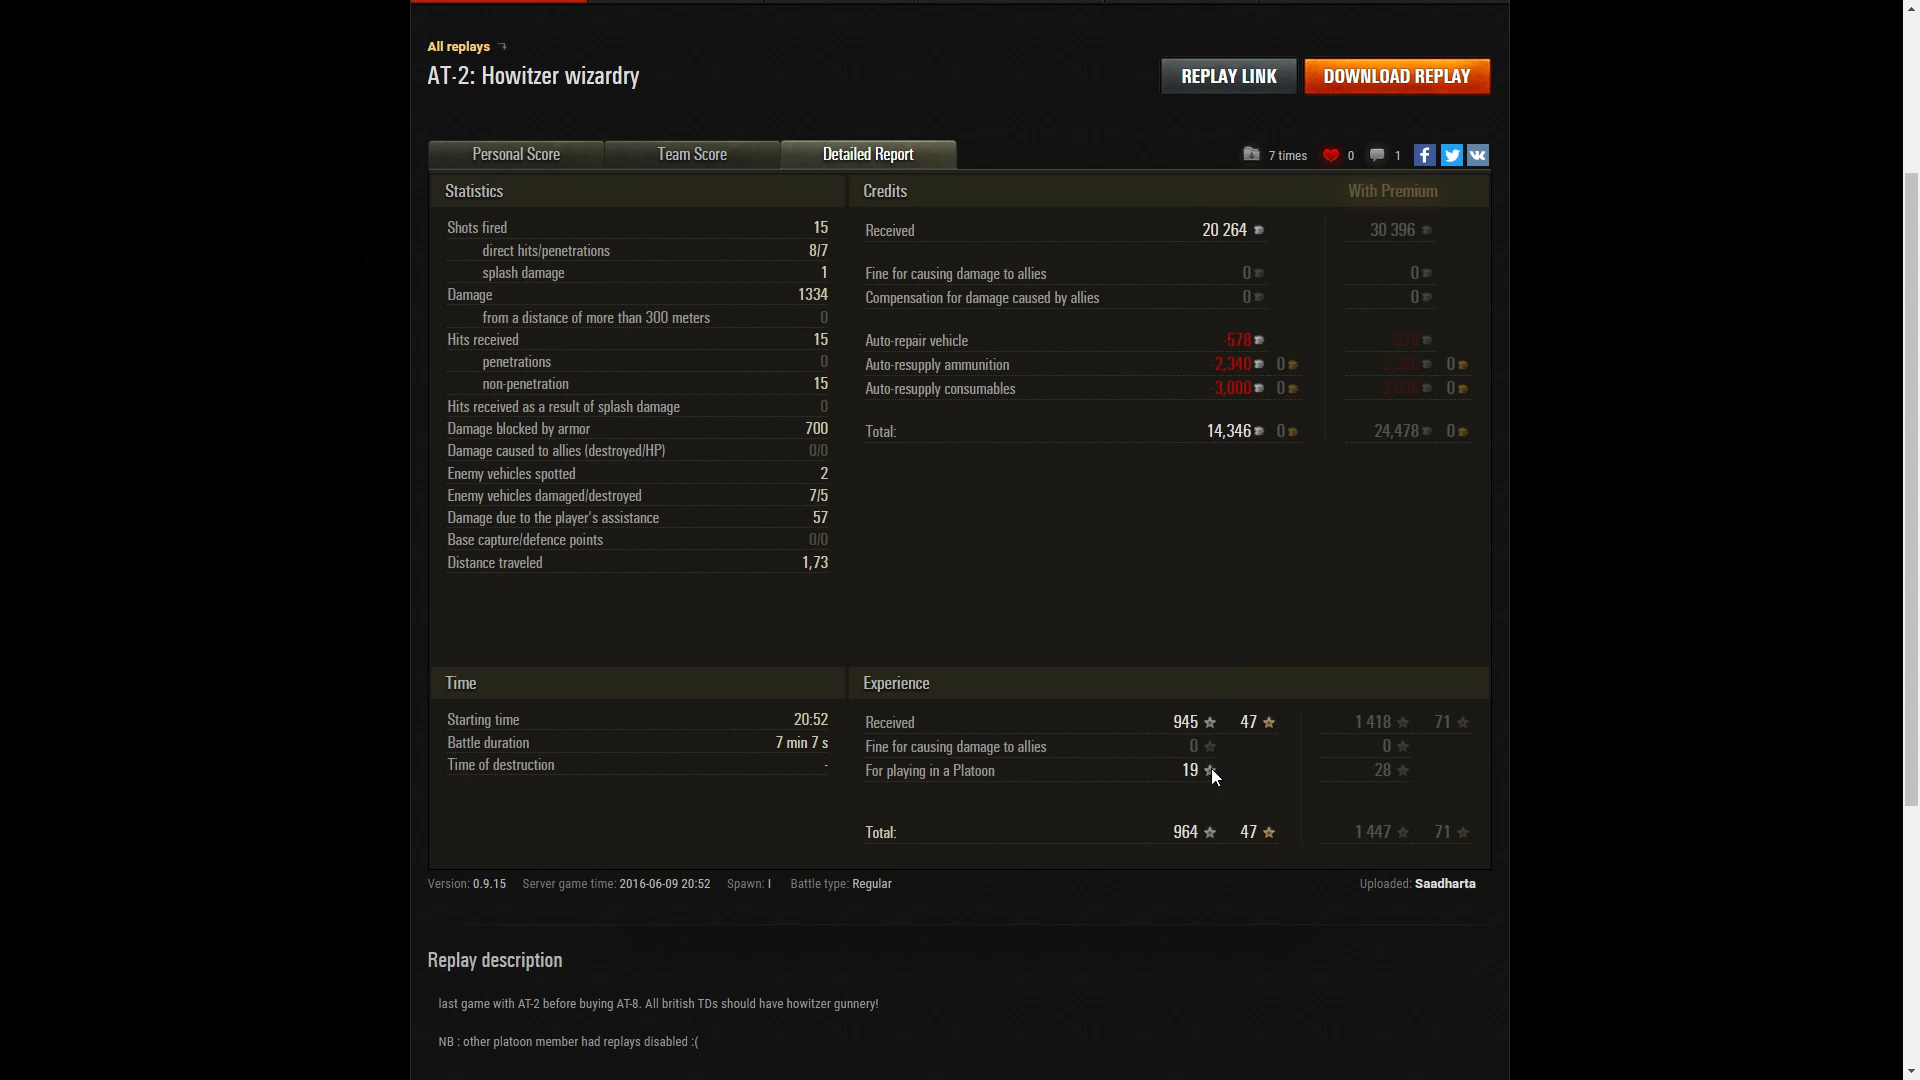 All replays
AT-2: Howitzer wizardry
REPLAY LINK
DOWNLOAD REPLAY
Personal Score
Team Score
Detailed Report
7 times
0
1
Statistics
Shots fired 15
direct hits/penetrations 8/7
splash damage 1
Damage 1334
from a distance of more than 300 meters 0
Hits received 15
penetrations 0
non-penetration 15
Hits received as a result of splash damage 0
Damage blocked by armor 700
Damage caused to allies (destroyed/HP) 0/0
Enemy vehicles spotted 2
Enemy vehicles damaged/destroyed 7/5
Damage due to the player's assistance 57
Base capture/defence points 0/0
Distance traveled 1,73
Credits With Premium
Received 20 264 30 396
Fine for causing damage to allies 0 0
Compensation for damage caused by allies 0 0
Auto-repair vehicle -578 -578
Auto-resupply ammunition -2,340 0 -2,340 0
Auto-resupply consumables -3,000 0 -3,000 0
Total: 14,346 0 24,478 0
Time
Starting time 20:52
Battle duration 7 min 7 s
Time of destruction -
Experience
Received 945 47 1 418 71
Fine for causing damage to allies 0 0
For playing in a Platoon 19 28
Total: 964 47 1 447 71
Version: 0.9.15 Server game time: 2016-06-09 20:52 Spawn: I Battle type: Regular Uploaded: Saadharta
Replay description
last game with AT-2 before buying AT-8. All british TDs should have howitzer gunnery!
NB : other platoon member had replays disabled :(